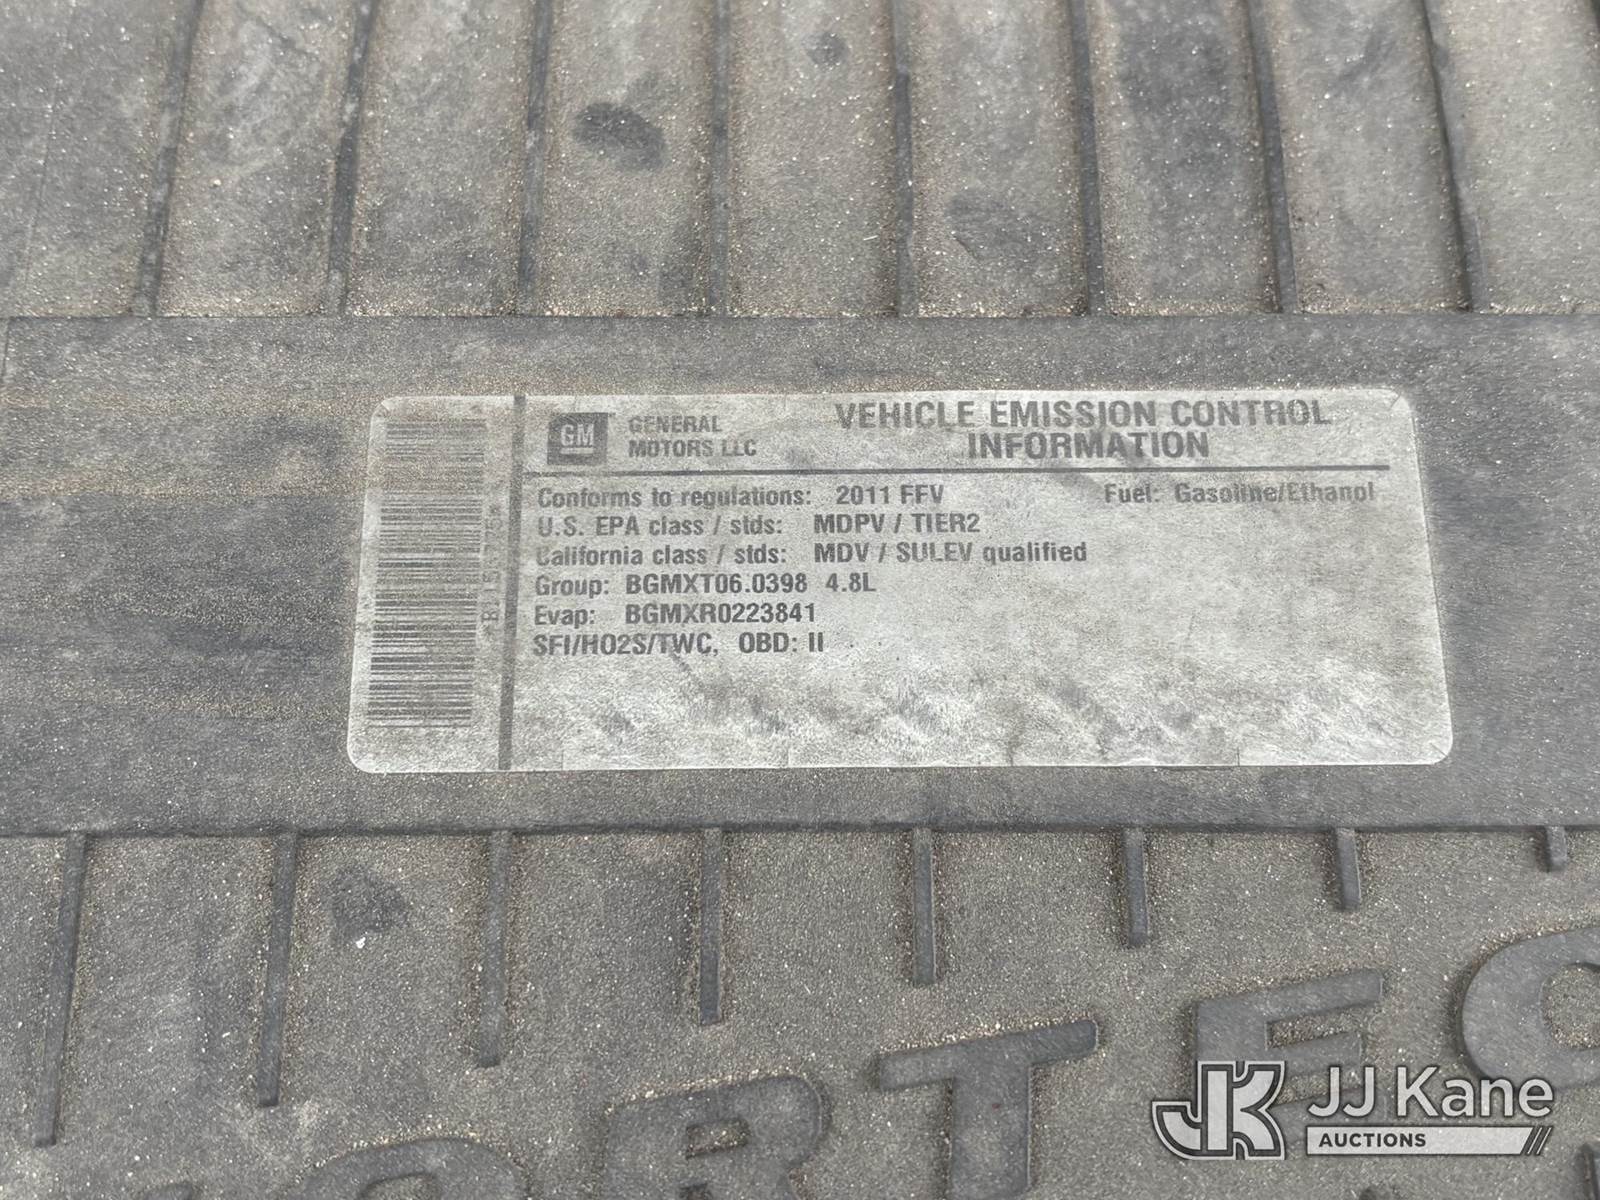 GM GENERAL MOTORS LLC
VEHICLE EMISSION CONTROL
INFORMATION
Conforms to regulations: 2011 FFV Fuel: Gasoline/Ethanol
U.S. EPA class / stds: MDPV / TIER2
California class / stds: MDV / SULEV qualified
Group: BGMXT06.0398 4.8L
Evap: BGMXR0223841
SFI/HO2S/TWC, OBD: II
ORTEC
JK JJ Kane
AUCTIONS